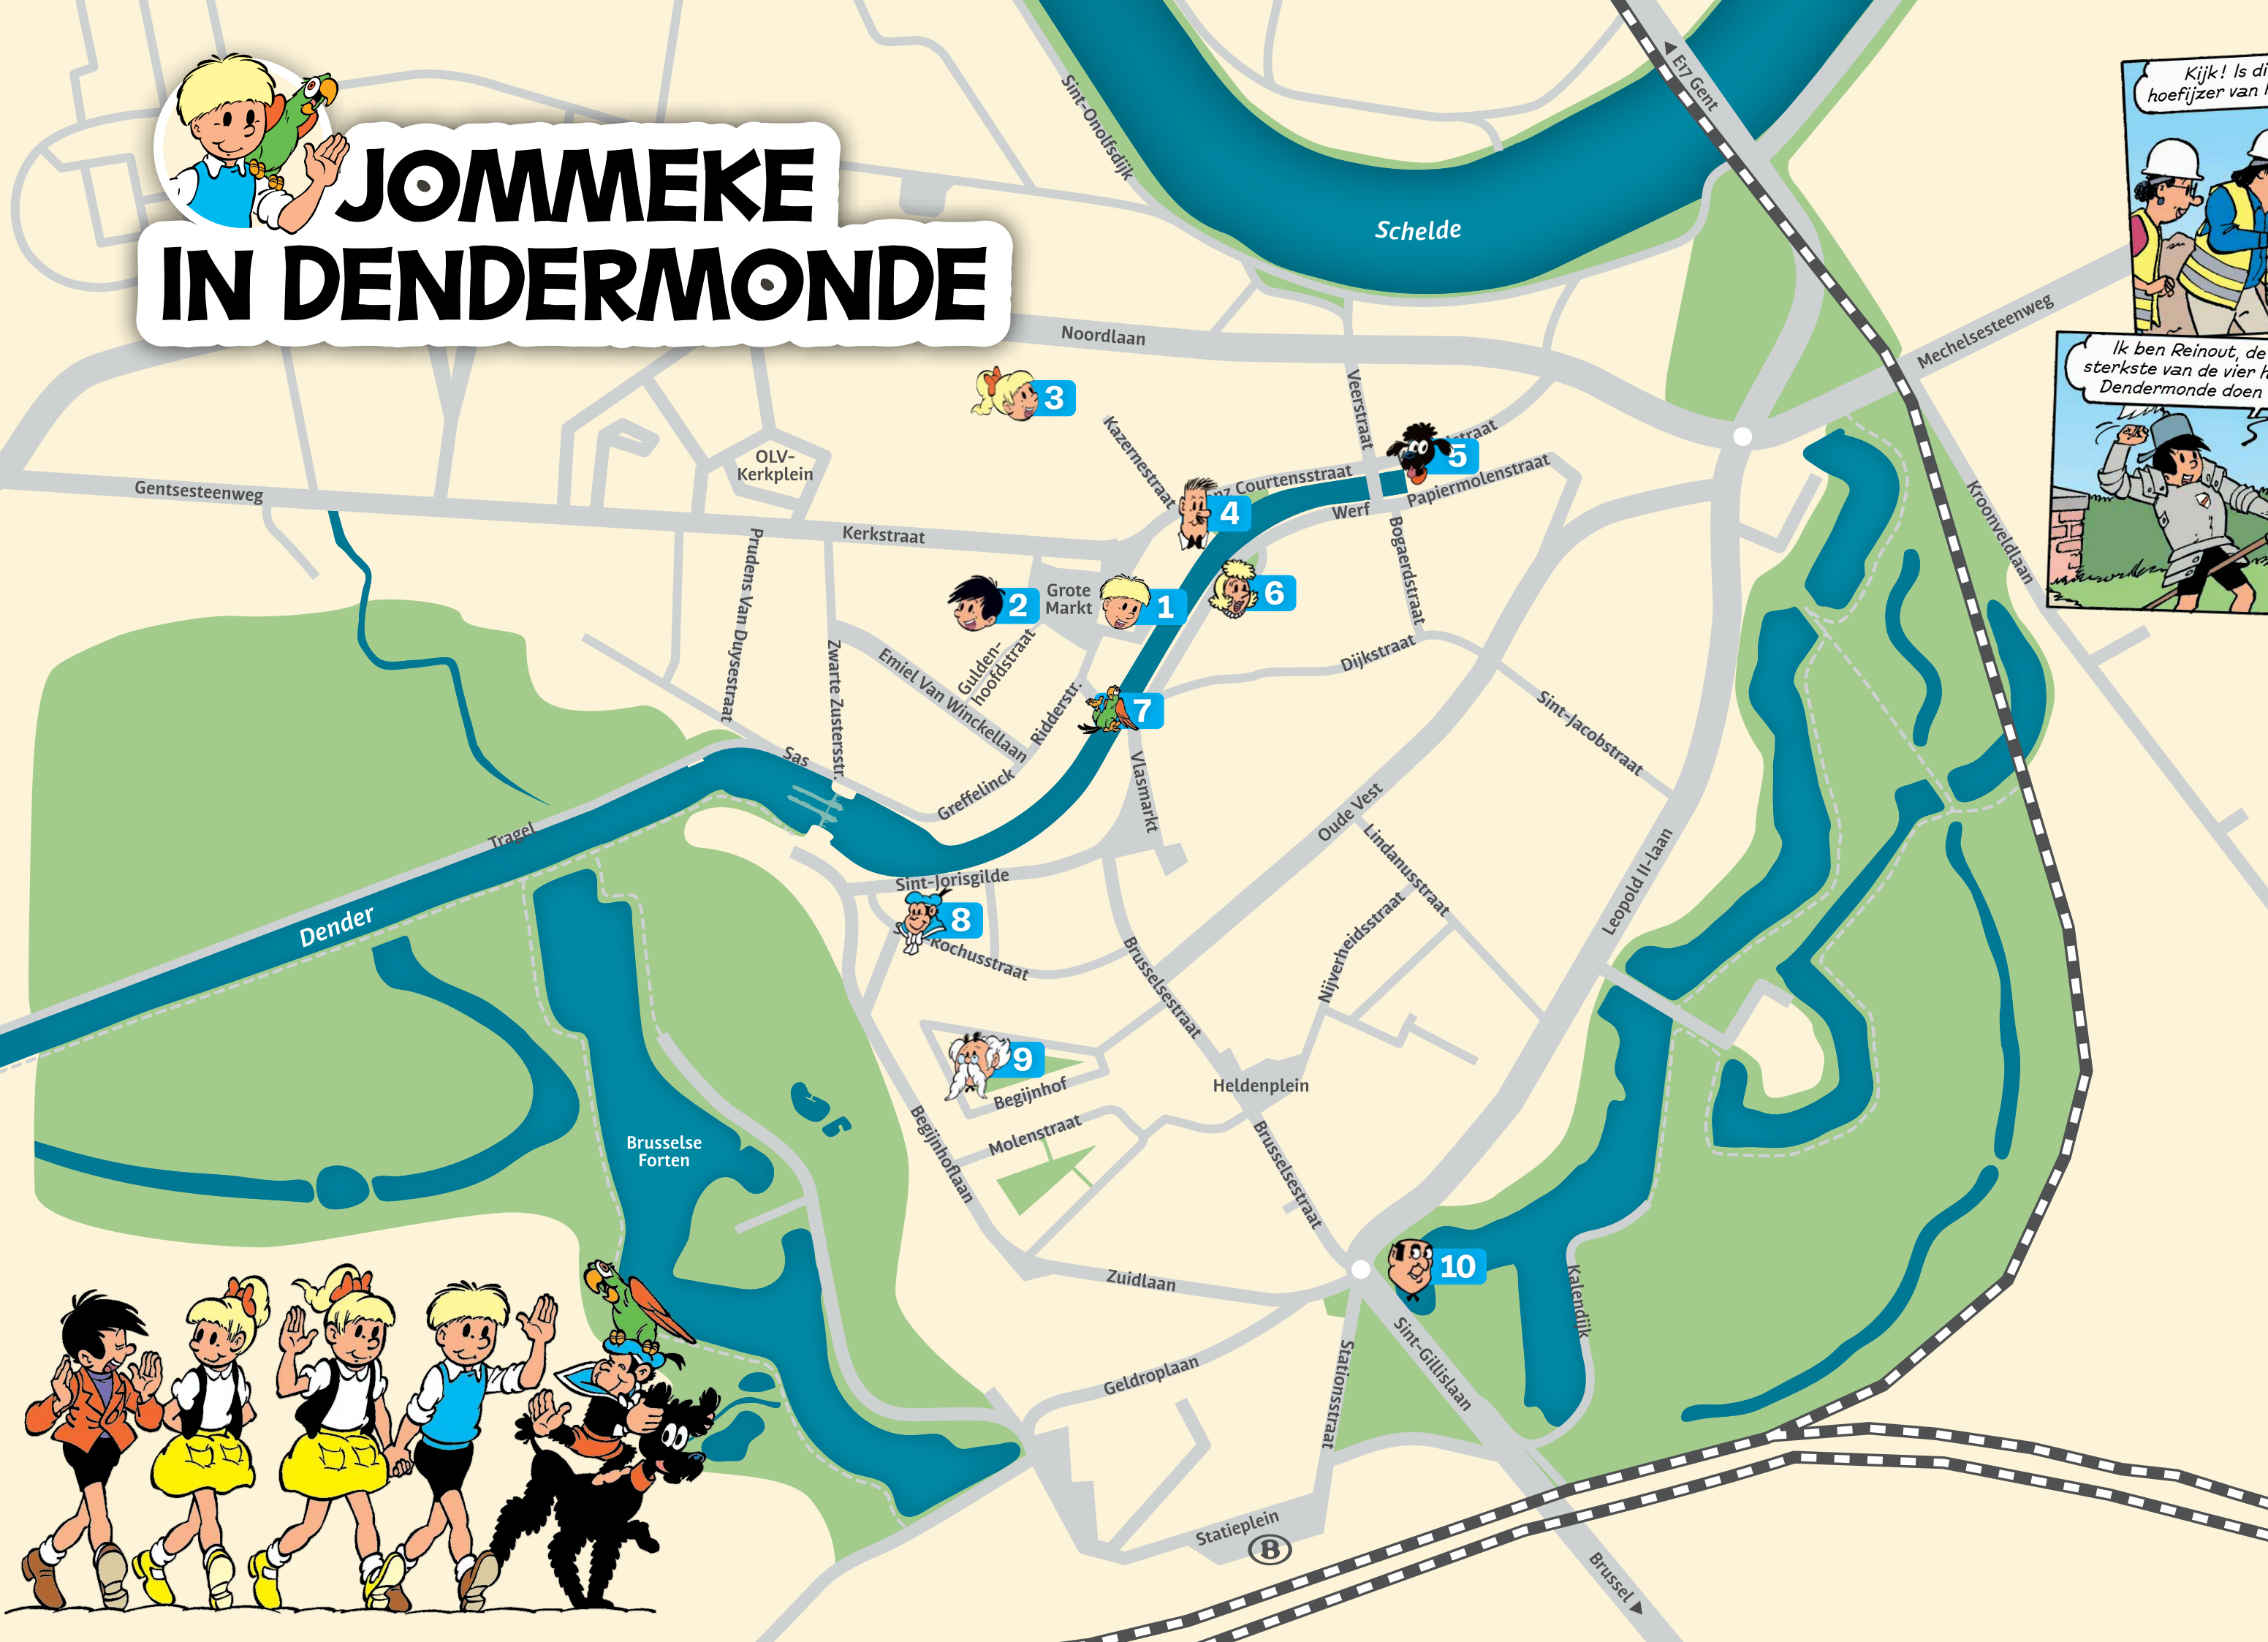 JOMMEKE
IN DENDERMONDE
E17 Gent
Sint-Onolfsdijk
Schelde
Kijk! Is di
hoefijzer van
Noordlaan
Mechelsesteenweg
Ik ben Reinout, de
sterkste van de vier
Dendermonde doen
3
Veerstraat
Kazernestraat
5
OLV-
Kerkplein
Gentsesteenweg
Courtensstraat
Papiermolenstraat
4
Werf
Kerkstraat
Kroonveldlaan
Bogaerdstraat
Prudens Van Duysestraat
2
Grote
Markt
1
6
Zwarte Zustersstr.
Emiel Van Winckellaan
Gulden-
hoofdstraat
Ridderstr.
Dijkstraat
7
Sint-Jacobstraat
Sas
Greffelinck
Vlasmarkt
Tragel
Oude Vest
Lindanusstraat
Leopold II-laan
Sint-Jorisgilde
Dender
8
Rochusstraat
Nijverheidsstraat
Brusselsestraat
9
Begijnhof
Heldenplein
Molenstraat
Begijnhoflaan
Brusselse
Forten
Brusselsestraat
Zuidlaan
10
Kalendijk
Geldroplaan
Stationsstraat
Sint-Gillislaan
Statieplein
B
Brussel